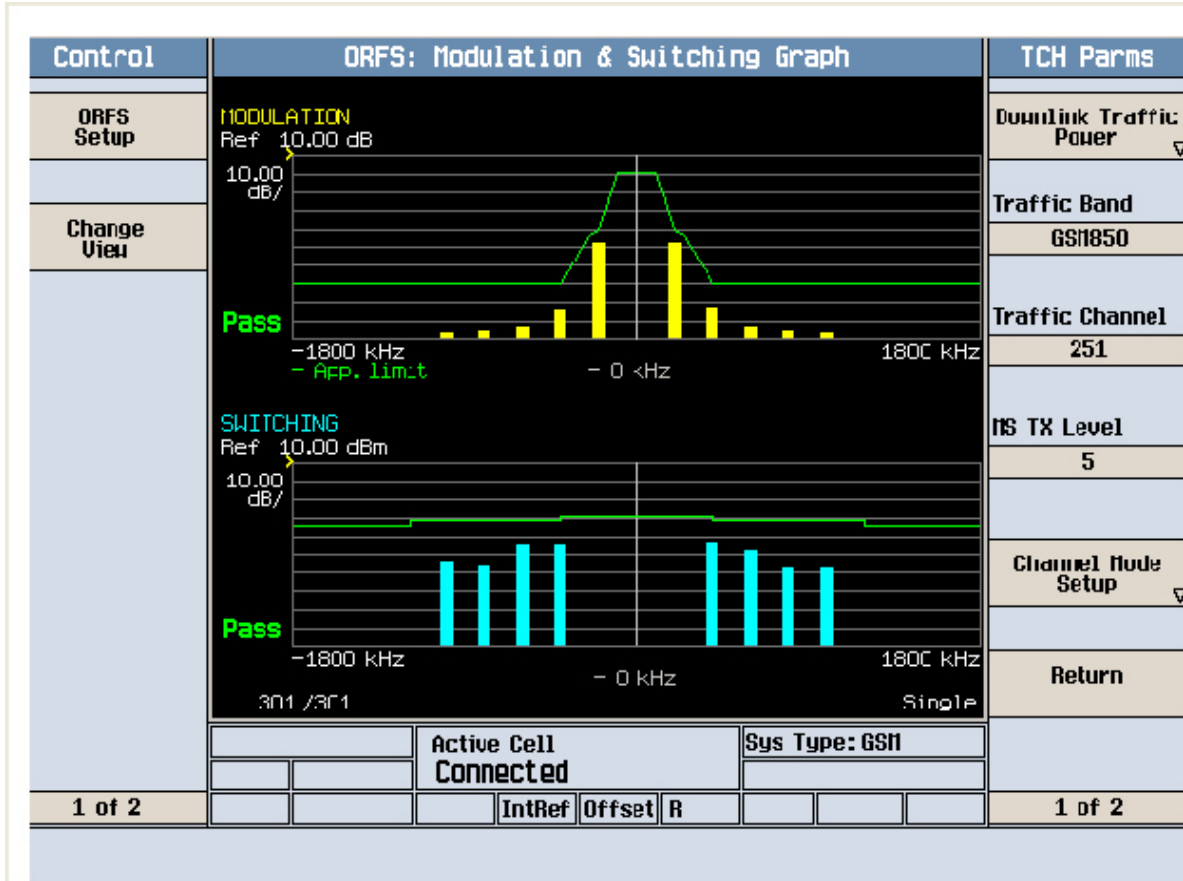 Control
ORFS: Modulation & Switching Graph
TCH Parms
ORFS
Setup
Change
View
1 of 2
MODULATION
Ref 10.00 dB
10.00
dB/
Pass
-1800 kHz
1800 kHz
- App. limit
- 0 kHz
SWITCHING
Ref 10.00 dBm
10.00
dB/
Pass
-1800 kHz
1800 kHz
- 0 kHz
301 /301
Single
Active Cell
Connected
Sys Type: GSM
IntRef
Offset
R
Downlink Traffic
Power
Traffic Band
GSM850
Traffic Channel
251
MS TX Level
5
Channel Mode
Setup
Return
1 of 2